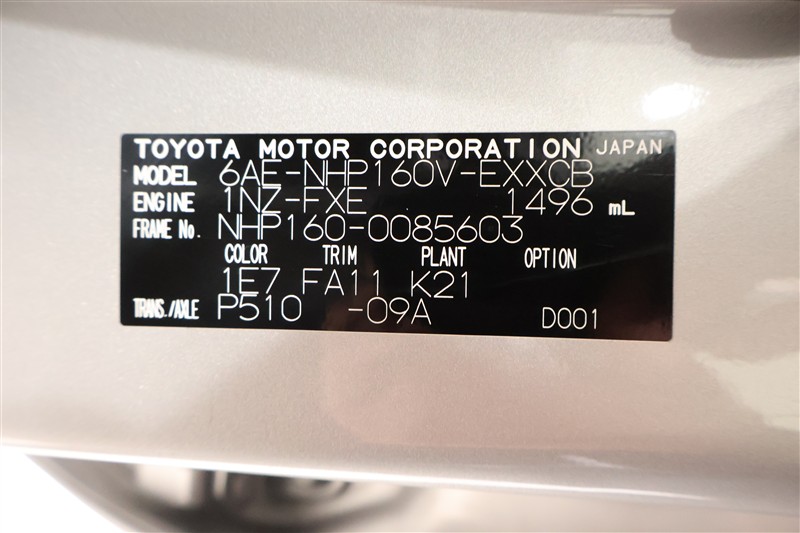 TOYOTA MOTOR CORPORATION JAPAN
MODEL 6AE-NHP160V-EXXCB
ENGINE 1NZ-FXE 1496 mL
FRAME No. NHP160-0085603
COLOR TRIM PLANT OPTION
1E7 FA11 K21
TRANS./AXLE P510 -09A D001